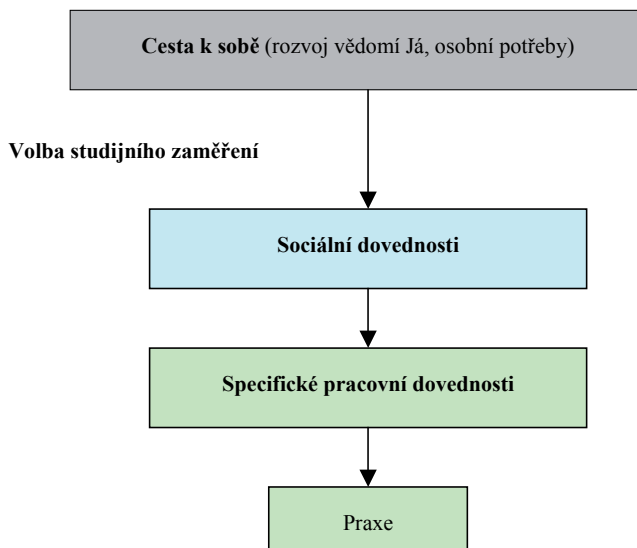 Cesta k sobě (rozvoj vědomí Já, osobní potřeby)
Volba studijního zaměření
Sociální dovednosti
Specifické pracovní dovednosti
Praxe